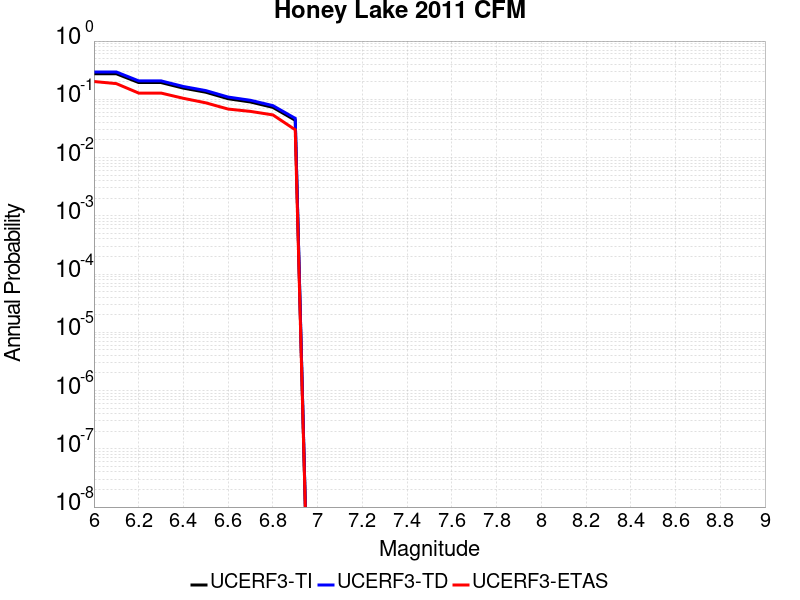 Honey Lake 2011 CFM
10^0
10^-1
10^-2
10^-3
10^-4
10^-5
10^-6
10^-7
10^-8
Annual Probability
6 6.2 6.4 6.6 6.8 7 7.2 7.4 7.6 7.8 8 8.2 8.4 8.6 8.8 9
Magnitude
UCERF3-TI UCERF3-TD UCERF3-ETAS